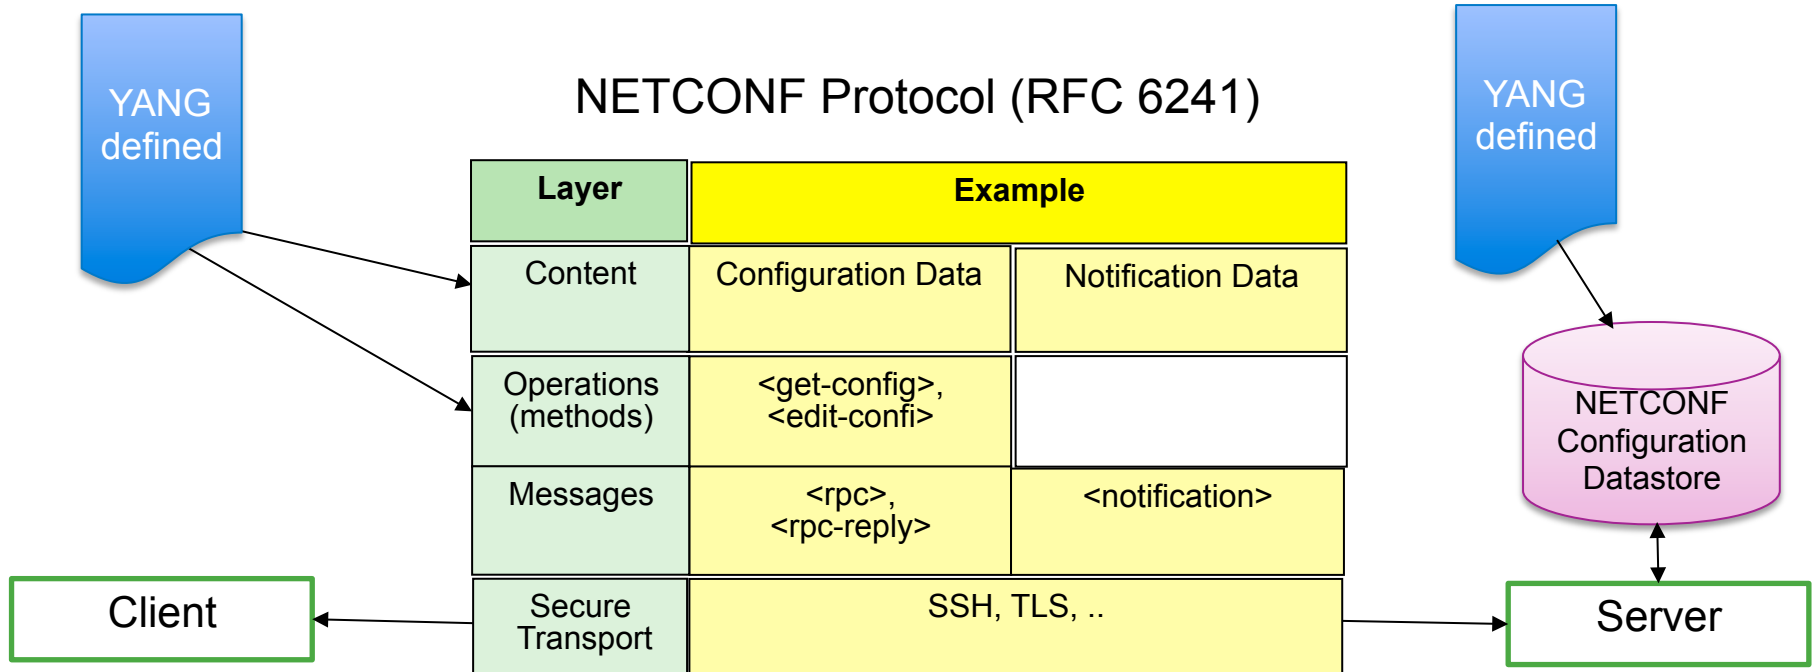 YANG
defined
NETCONF Protocol (RFC 6241)
YANG
defined
Layer
Example
Content
Configuration Data
Notification Data
Operations
(methods)
<get-config>,
<edit-confi>
Messages
<rpc>,
<rpc-reply>
<notification>
NETCONF
Configuration
Datastore
Client
Secure
Transport
SSH, TLS, ..
Server